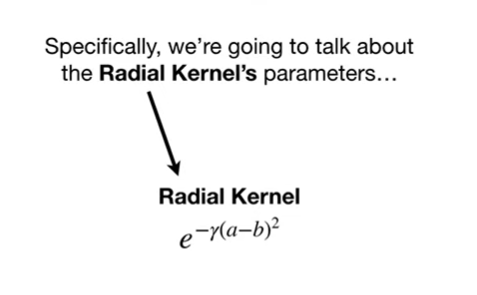 Specifically, we're going to talk about
the Radial Kernel's parameters...
Radial Kernel
e^{−γ(a−b)^2}